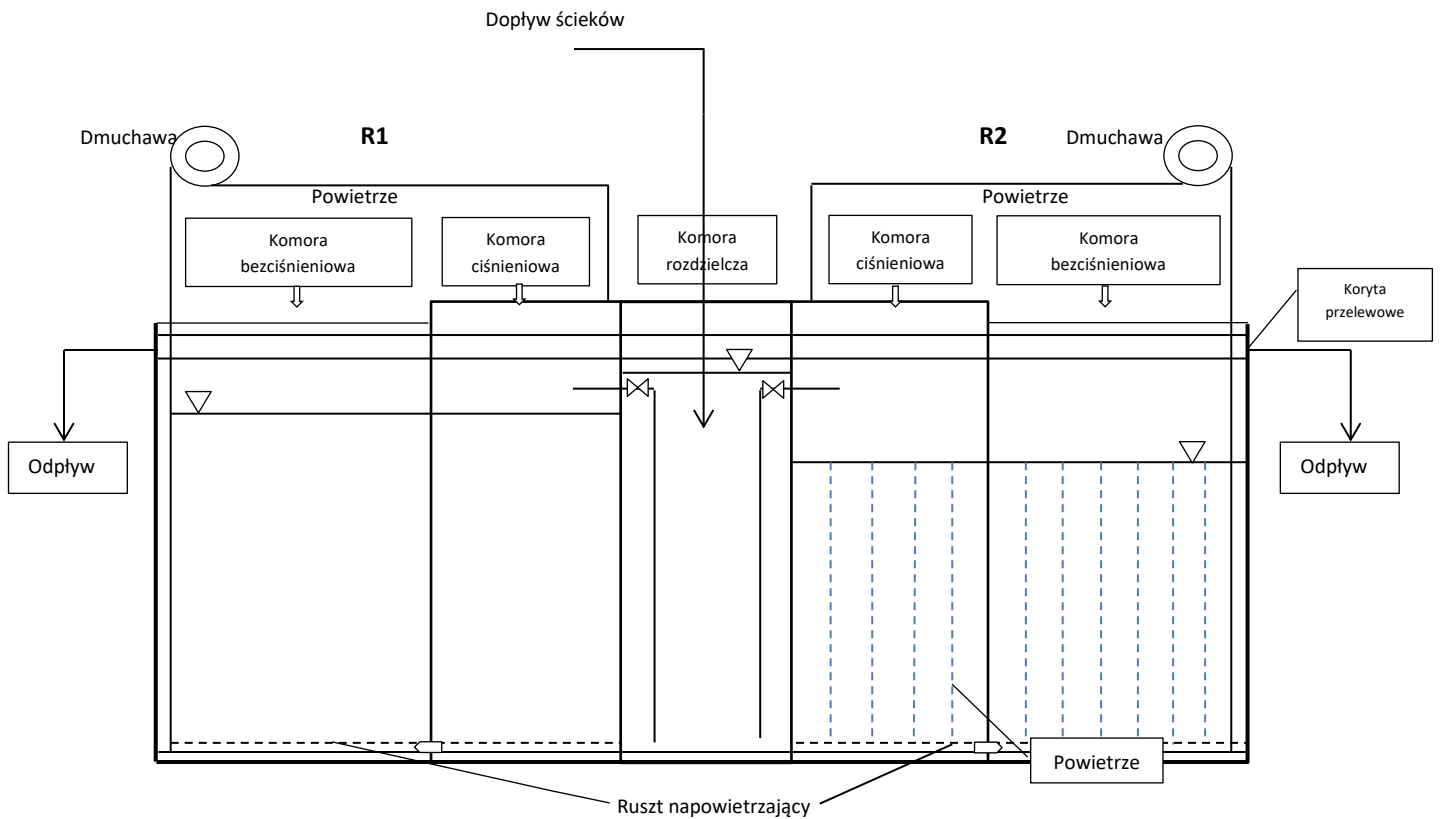 Dopływ ścieków
Dmuchawa
R1
R2
Dmuchawa
Powietrze
Powietrze
Komora
bezciśnieniowa
Komora
ciśnieniowa
Komora
rozdzielcza
Komora
ciśnieniowa
Komora
bezciśnieniowa
Koryta
przelewowe
Odpływ
Odpływ
Powietrze
Ruszt napowietrzający